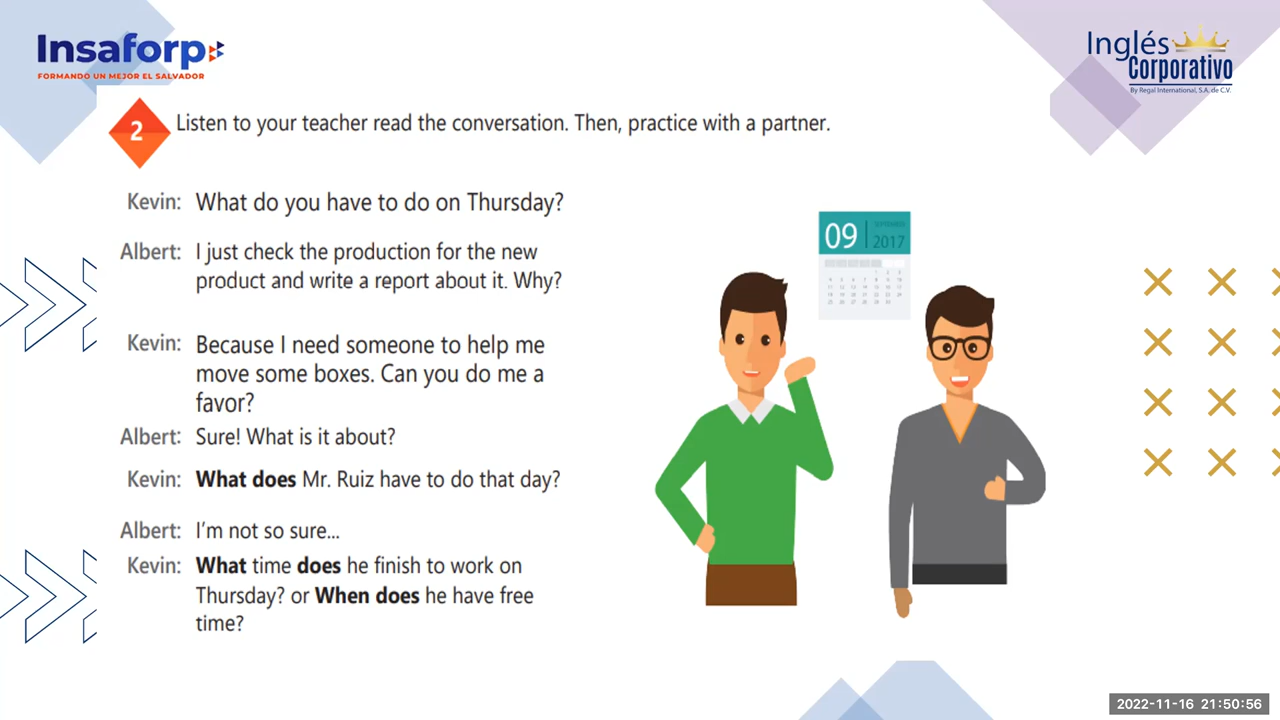 Insaforp
FORMANDO UN MEJOR EL SALVADOR
Inglés
Corporativo
By Regal International, S.A. de C.V.
2
Listen to your teacher read the conversation. Then, practice with a partner.
Kevin: What do you have to do on Thursday?
Albert: I just check the production for the new
product and write a report about it. Why?
Kevin: Because I need someone to help me
move some boxes. Can you do me a
favor?
Albert: Sure! What is it about?
Kevin: What does Mr. Ruiz have to do that day?
Albert: I'm not so sure...
Kevin: What time does he finish to work on
Thursday? or When does he have free
time?
09
2017
2022-11-16 21:50:56